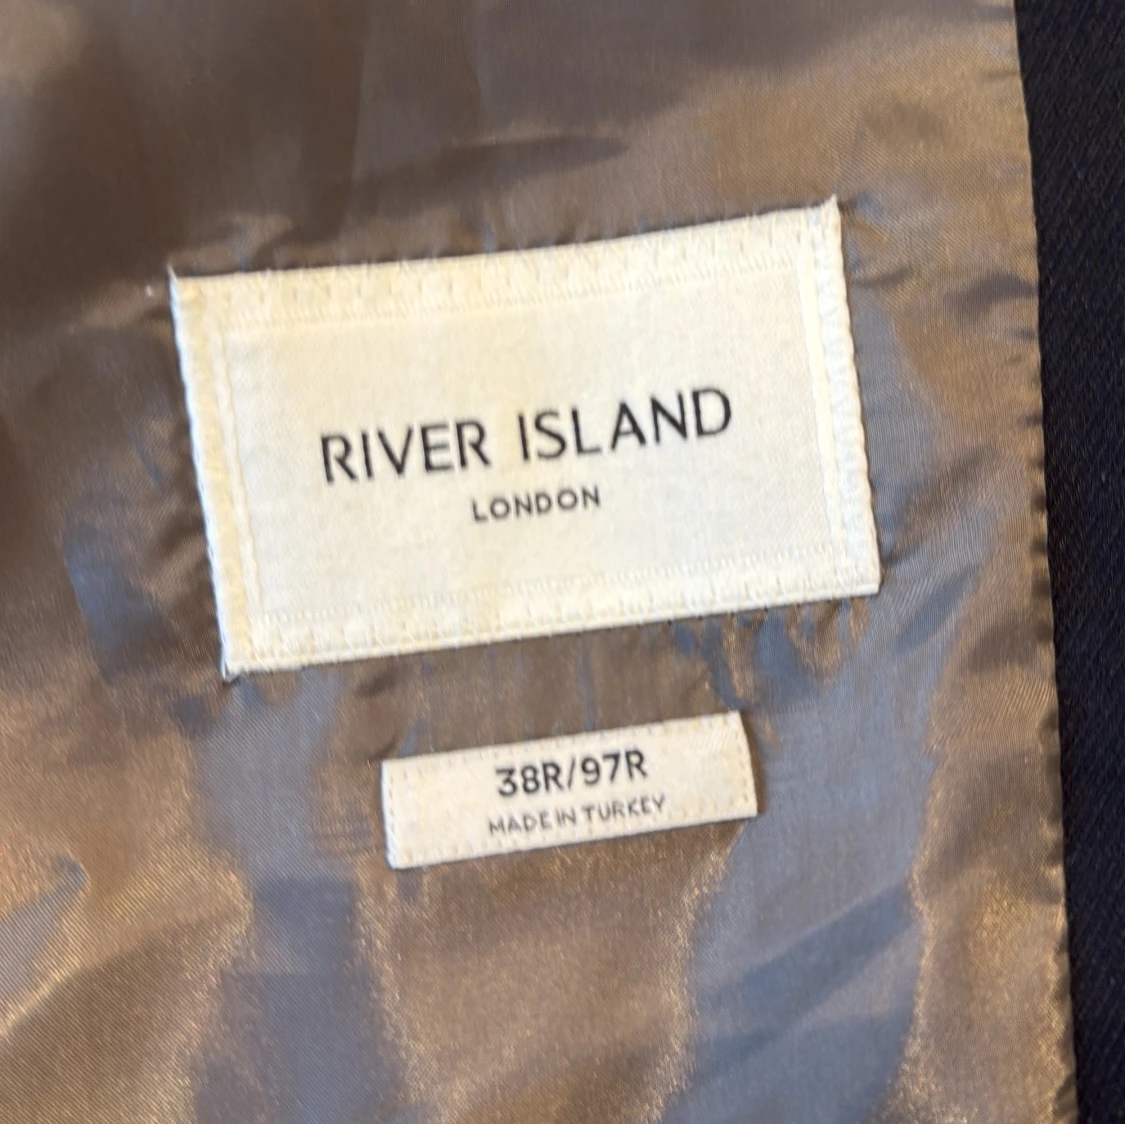 RIVER ISLAND
LONDON
38R/97R
MADE IN TURKEY